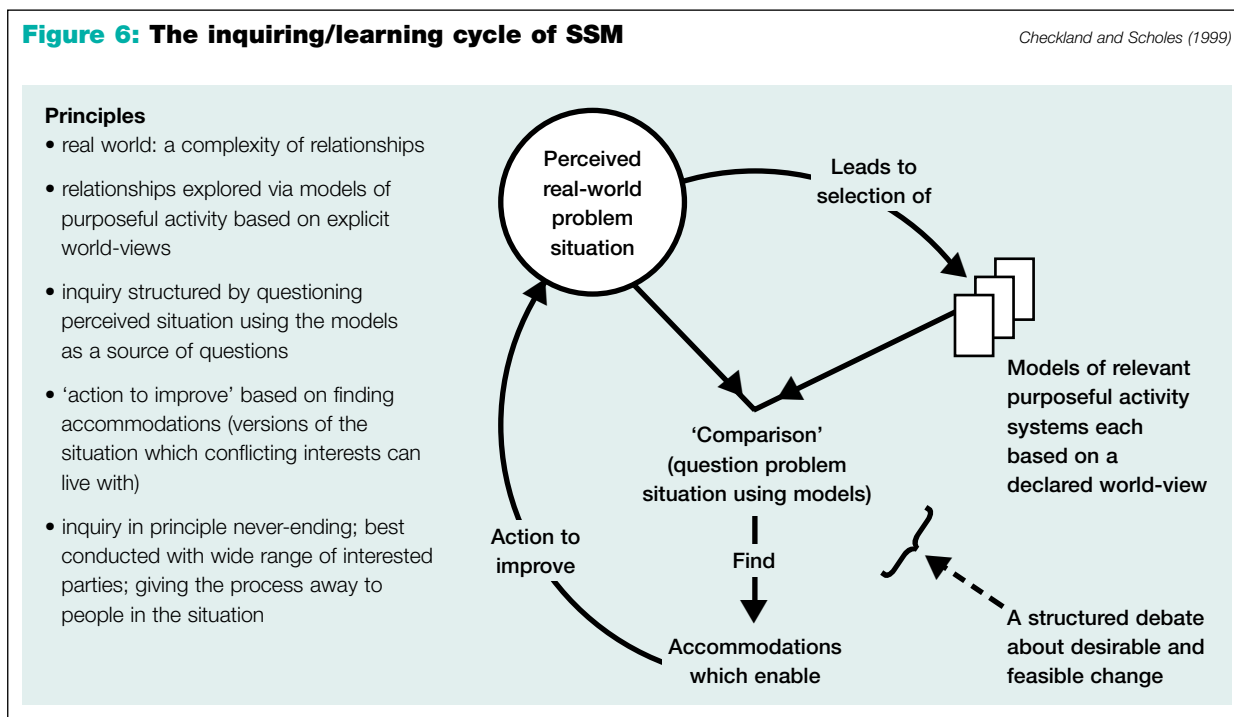 Figure 6: The inquiring/learning cycle of SSM
Checkland and Scholes (1999)
Principles
• real world: a complexity of relationships
• relationships explored via models of
purposeful activity based on explicit
world-views
• inquiry structured by questioning
perceived situation using the models
as a source of questions
• ‘action to improve’ based on finding
accommodations (versions of the
situation which conflicting interests can
live with)
• inquiry in principle never-ending; best
conducted with wide range of interested
parties; giving the process away to
people in the situation
Perceived
real-world
problem
situation
Leads to
selection of
Models of relevant
purposeful activity
systems each
based on a
declared world-view
‘Comparison’
(question problem
situation using models)
Find
Action to
improve
Accommodations
which enable
A structured debate
about desirable and
feasible change